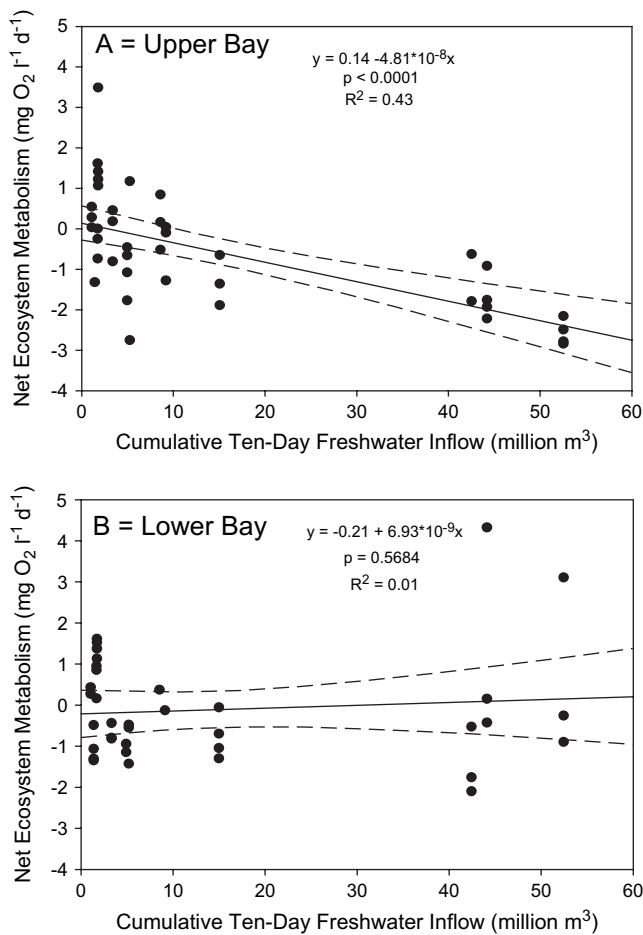 A = Upper Bay
y = 0.14 -4.81*10⁻⁸x
p < 0.0001
R² = 0.43
Net Ecosystem Metabolism (mg O₂ l⁻¹ d⁻¹)
5
4
3
2
1
0
-1
-2
-3
-4
0 10 20 30 40 50 60
Cumulative Ten-Day Freshwater Inflow (million m³)
B = Lower Bay
y = -0.21 + 6.93*10⁻⁹x
p = 0.5684
R² = 0.01
Net Ecosystem Metabolism (mg O₂ l⁻¹ d⁻¹)
5
4
3
2
1
0
-1
-2
-3
-4
0 10 20 30 40 50 60
Cumulative Ten-Day Freshwater Inflow (million m³)